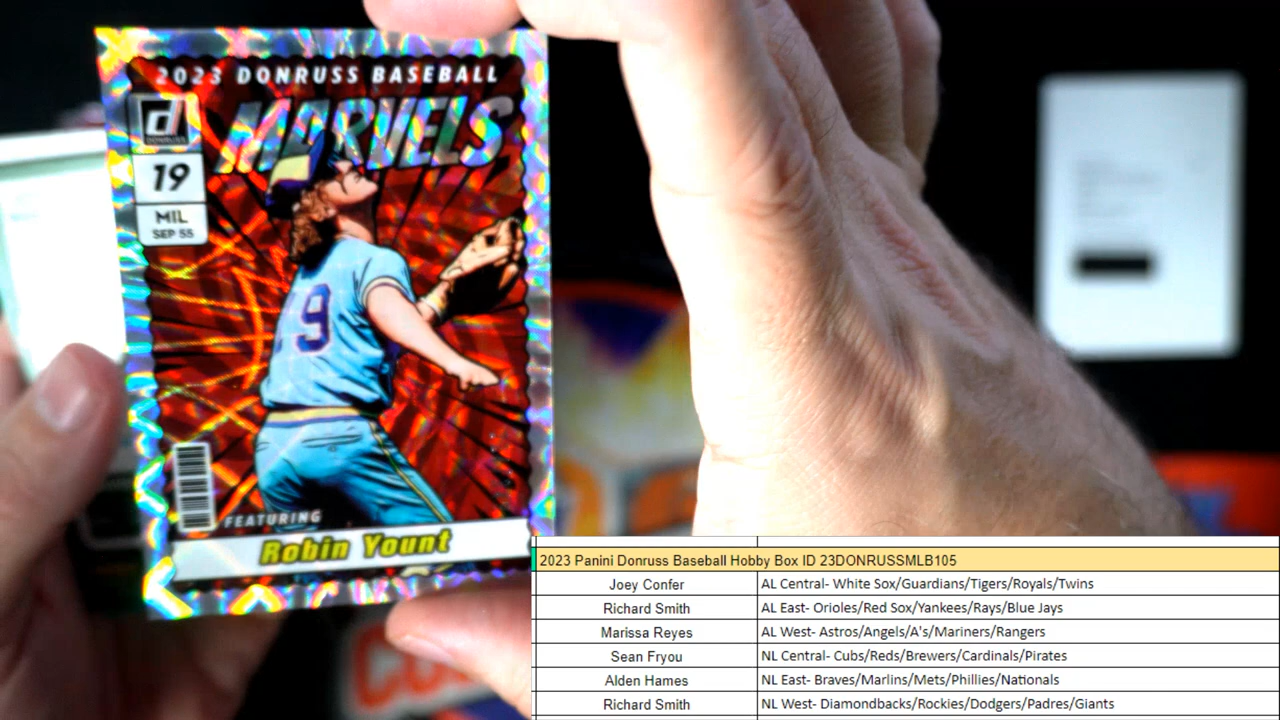 2023 DONRUSS BASEBALL
MARVELS
d
DONRUSS
19
MIL
SEP 55
9
FEATURING
Robin Yount
2023 Panini Donruss Baseball Hobby Box ID 23DONRUSSMLB105
Joey Confer AL Central- White Sox/Guardians/Tigers/Royals/Twins
Richard Smith AL East- Orioles/Red Sox/Yankees/Rays/Blue Jays
Marissa Reyes AL West- Astros/Angels/A's/Mariners/Rangers
Sean Fryou NL Central- Cubs/Reds/Brewers/Cardinals/Pirates
Alden Hames NL East- Braves/Marlins/Mets/Phillies/Nationals
Richard Smith NL West- Diamondbacks/Rockies/Dodgers/Padres/Giants